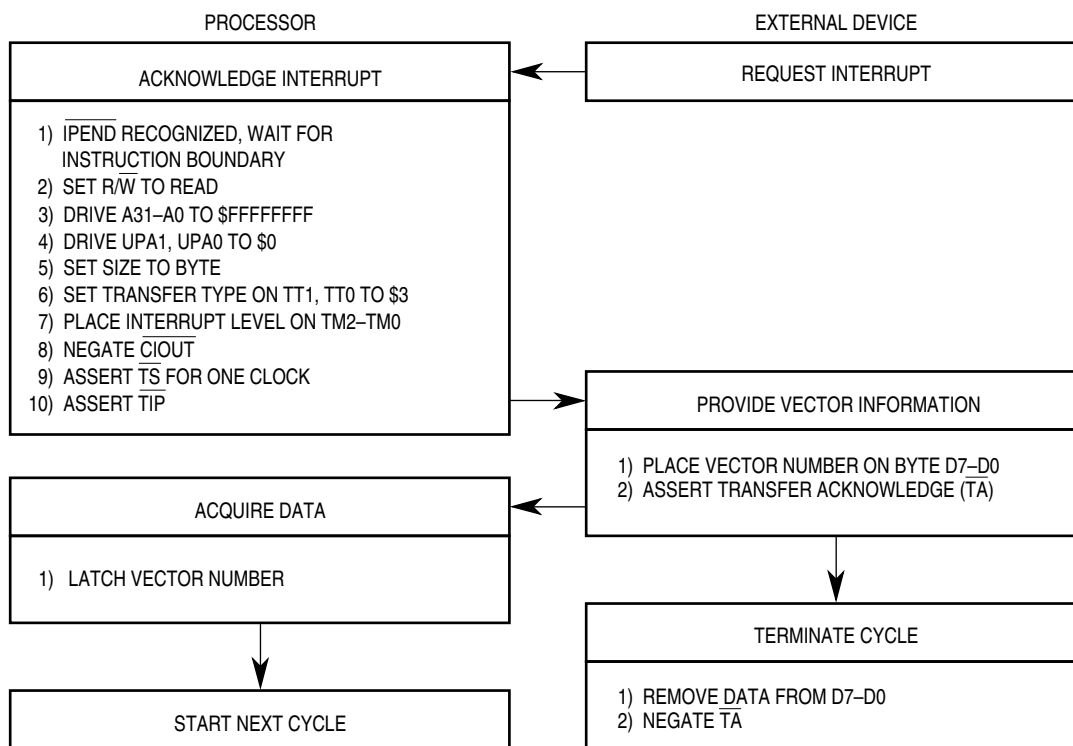 PROCESSOR
EXTERNAL DEVICE
ACKNOWLEDGE INTERRUPT
REQUEST INTERRUPT
1) IPEND RECOGNIZED, WAIT FOR
INSTRUCTION BOUNDARY
2) SET R/W TO READ
3) DRIVE A31–A0 TO $FFFFFFFF
4) DRIVE UPA1, UPA0 TO $0
5) SET SIZE TO BYTE
6) SET TRANSFER TYPE ON TT1, TT0 TO $3
7) PLACE INTERRUPT LEVEL ON TM2–TM0
8) NEGATE CIOUT
9) ASSERT TS FOR ONE CLOCK
10) ASSERT TIP
PROVIDE VECTOR INFORMATION
1) PLACE VECTOR NUMBER ON BYTE D7–D0
2) ASSERT TRANSFER ACKNOWLEDGE (TA)
ACQUIRE DATA
1) LATCH VECTOR NUMBER
TERMINATE CYCLE
1) REMOVE DATA FROM D7–D0
2) NEGATE TA
START NEXT CYCLE